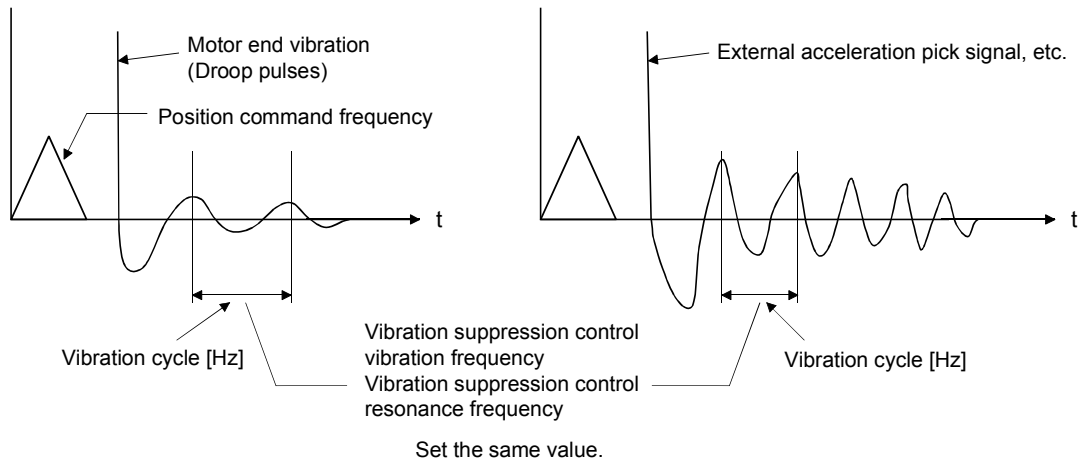 Motor end vibration
(Droop pulses)
Position command frequency
t
External acceleration pick signal, etc.
t
Vibration cycle [Hz]
Vibration suppression control
vibration frequency
Vibration suppression control
resonance frequency
Vibration cycle [Hz]
Set the same value.